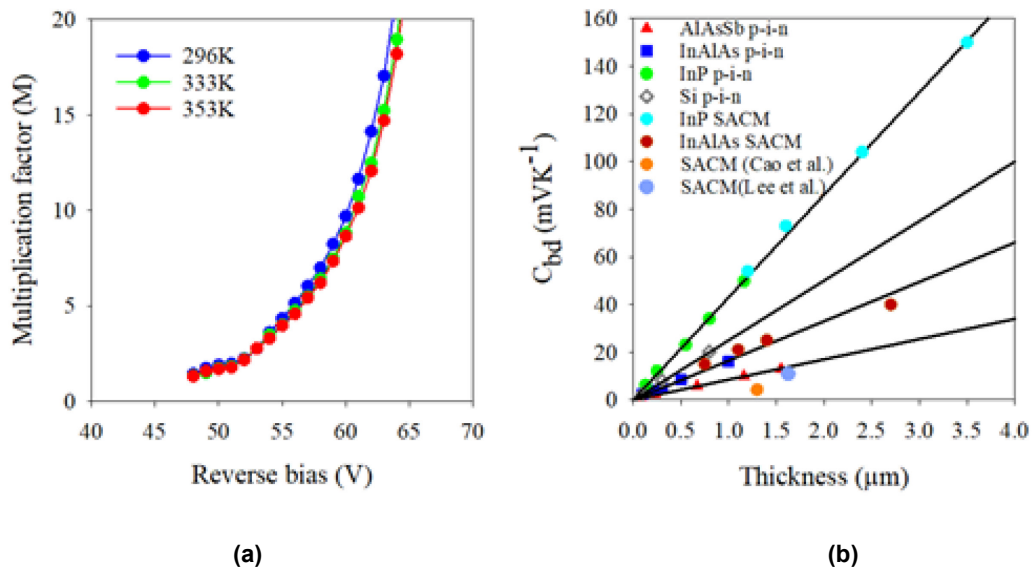 20
15
10
5
0
40
45
50
55
60
65
70
Multiplication factor (M)
Reverse bias (V)
296K
333K
353K
(a)
160
140
120
100
80
60
40
20
0
0.0
0.5
1.0
1.5
2.0
2.5
3.0
3.5
4.0
C_bd (mVK⁻¹)
Thickness (µm)
AlAsSb p-i-n
InAlAs p-i-n
InP p-i-n
Si p-i-n
InP SACM
InAlAs SACM
SACM (Cao et al.)
SACM(Lee et al.)
(b)